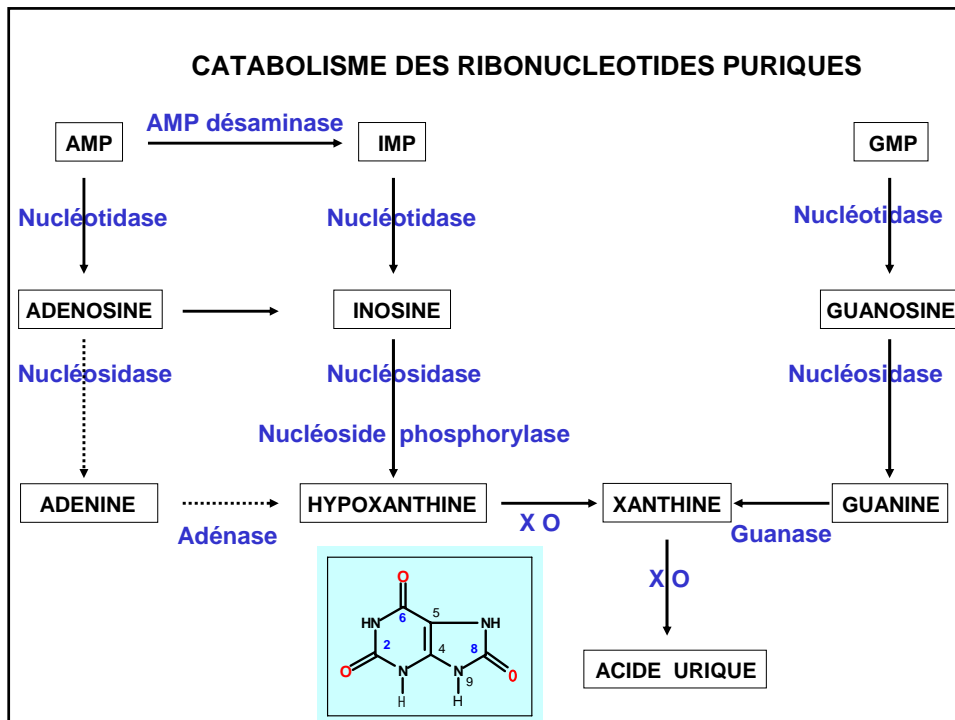 CATABOLISME DES RIBONUCLEOTIDES PURIQUES
AMP désaminase
AMP IMP GMP
Nucléotidase Nucléotidase Nucléotidase
ADENOSINE INOSINE GUANOSINE
Nucléosidase Nucléosidase Nucléosidase
Nucléoside phosphorylase
ADENINE HYPOXANTHINE XANTHINE GUANINE
Adénase X O Guanase
X O
O
6 5
HN NH
2 4 8
O N N 9 0
H H
ACIDE URIQUE